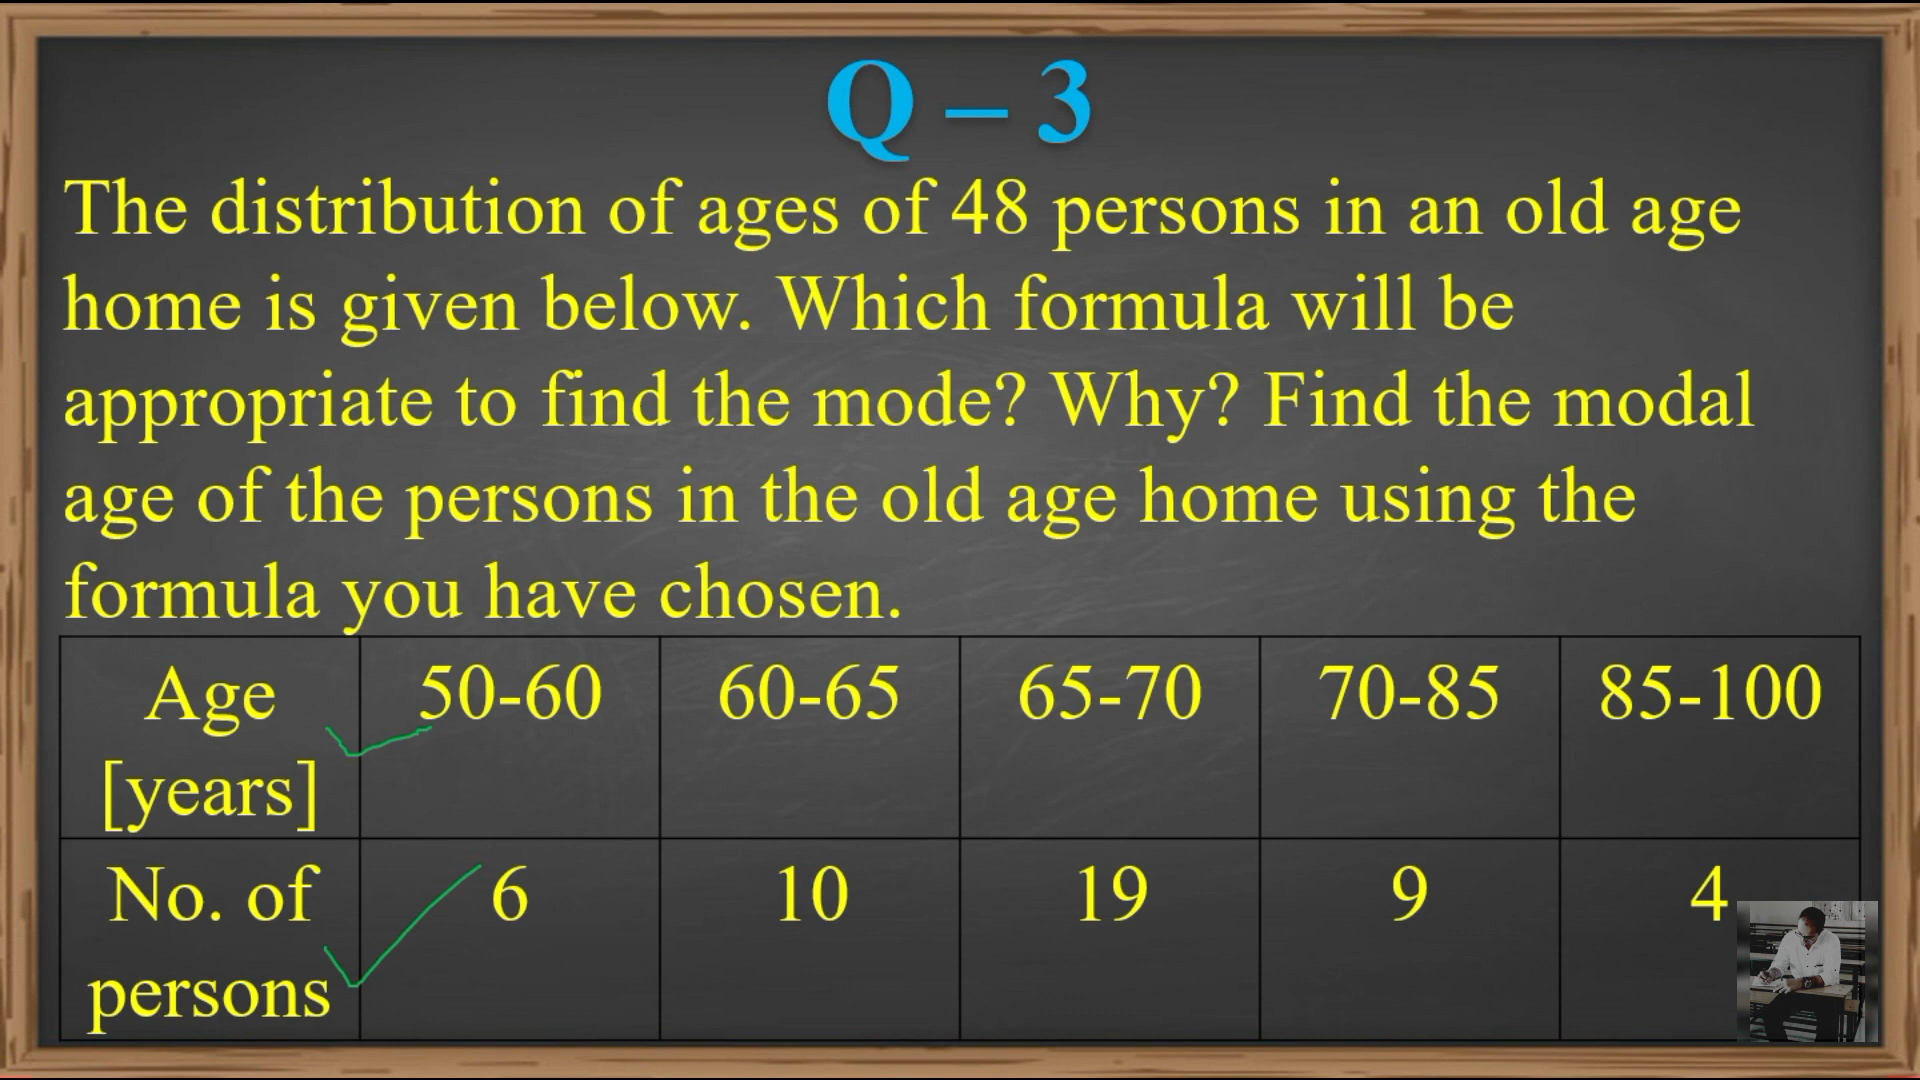 Q – 3
The distribution of ages of 48 persons in an old age
home is given below. Which formula will be
appropriate to find the mode? Why? Find the modal
age of the persons in the old age home using the
formula you have chosen.
Age [years] 50-60 60-65 65-70 70-85 85-100
No. of persons 6 10 19 9 4